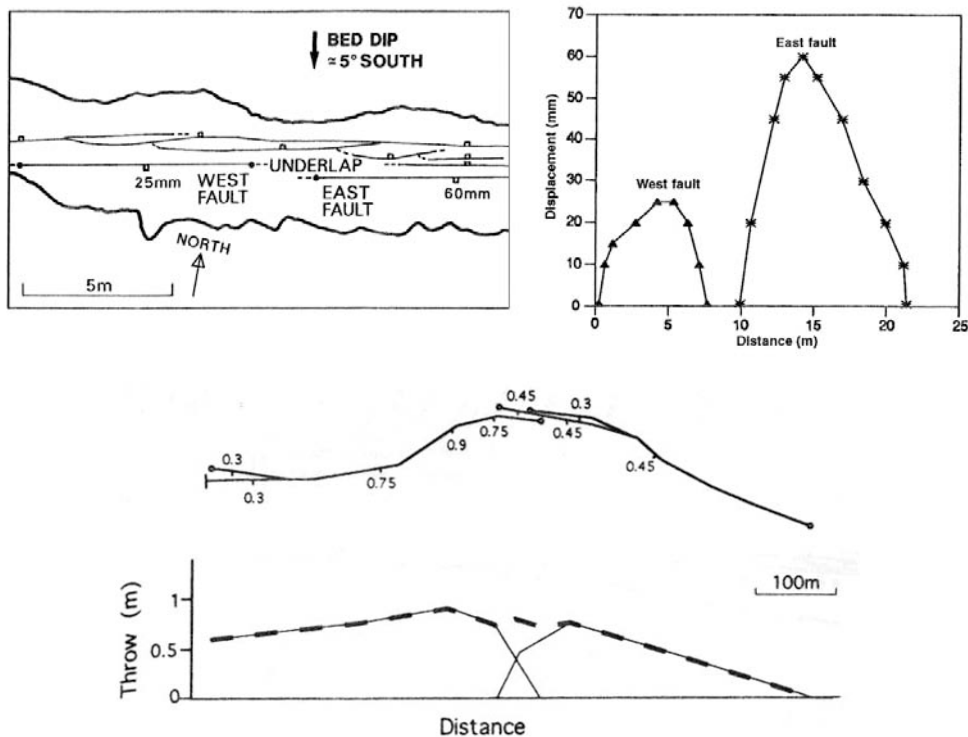 BED DIP
≈ 5° SOUTH
UNDERLAP
25mm
WEST
FAULT
EAST
FAULT
60mm
NORTH
5m
70
60
50
40
30
20
10
0
Displacement (mm)
East fault
West fault
0
5
10
15
20
25
Distance (m)
0.3
0.3
0.75
0.9
0.75
0.45
0.45
0.3
0.45
100m
Throw (m)
1
0.5
0
Distance